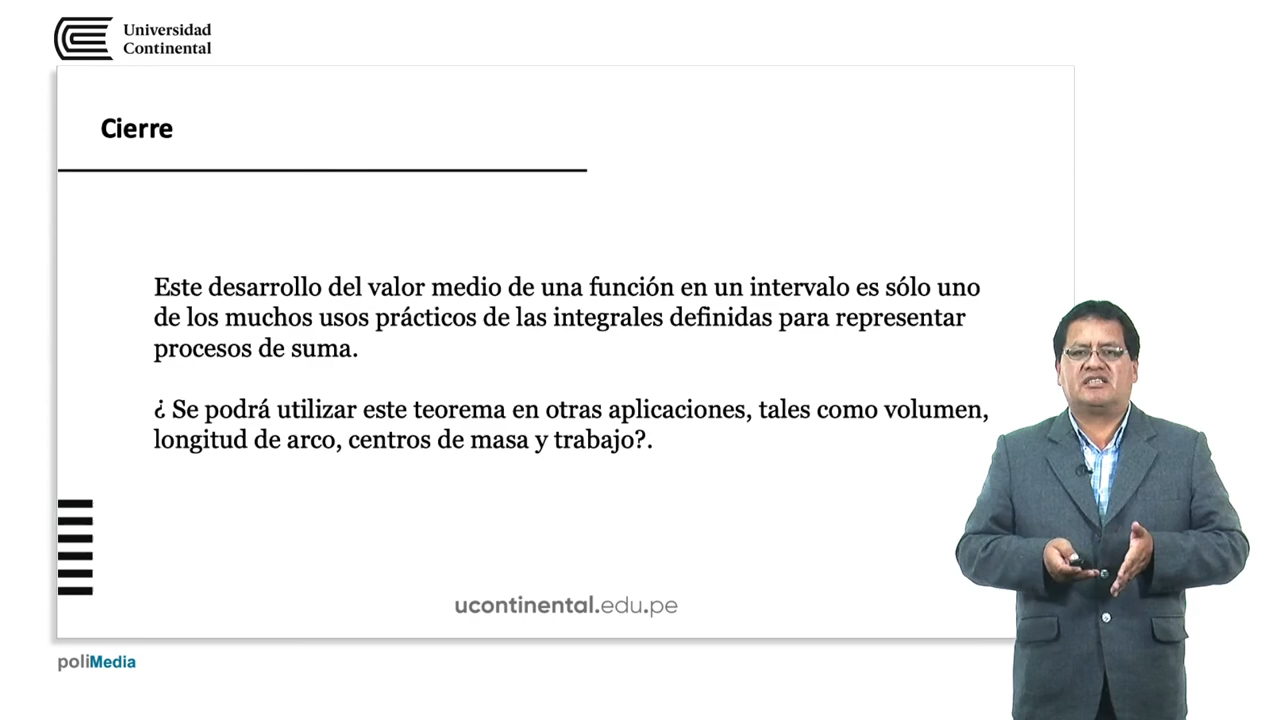 Universidad
Continental
Cierre
Este desarrollo del valor medio de una función en un intervalo es sólo uno
de los muchos usos prácticos de las integrales definidas para representar
procesos de suma.
¿ Se podrá utilizar este teorema en otras aplicaciones, tales como volumen,
longitud de arco, centros de masa y trabajo?.
ucontinental.edu.pe
poliMedia